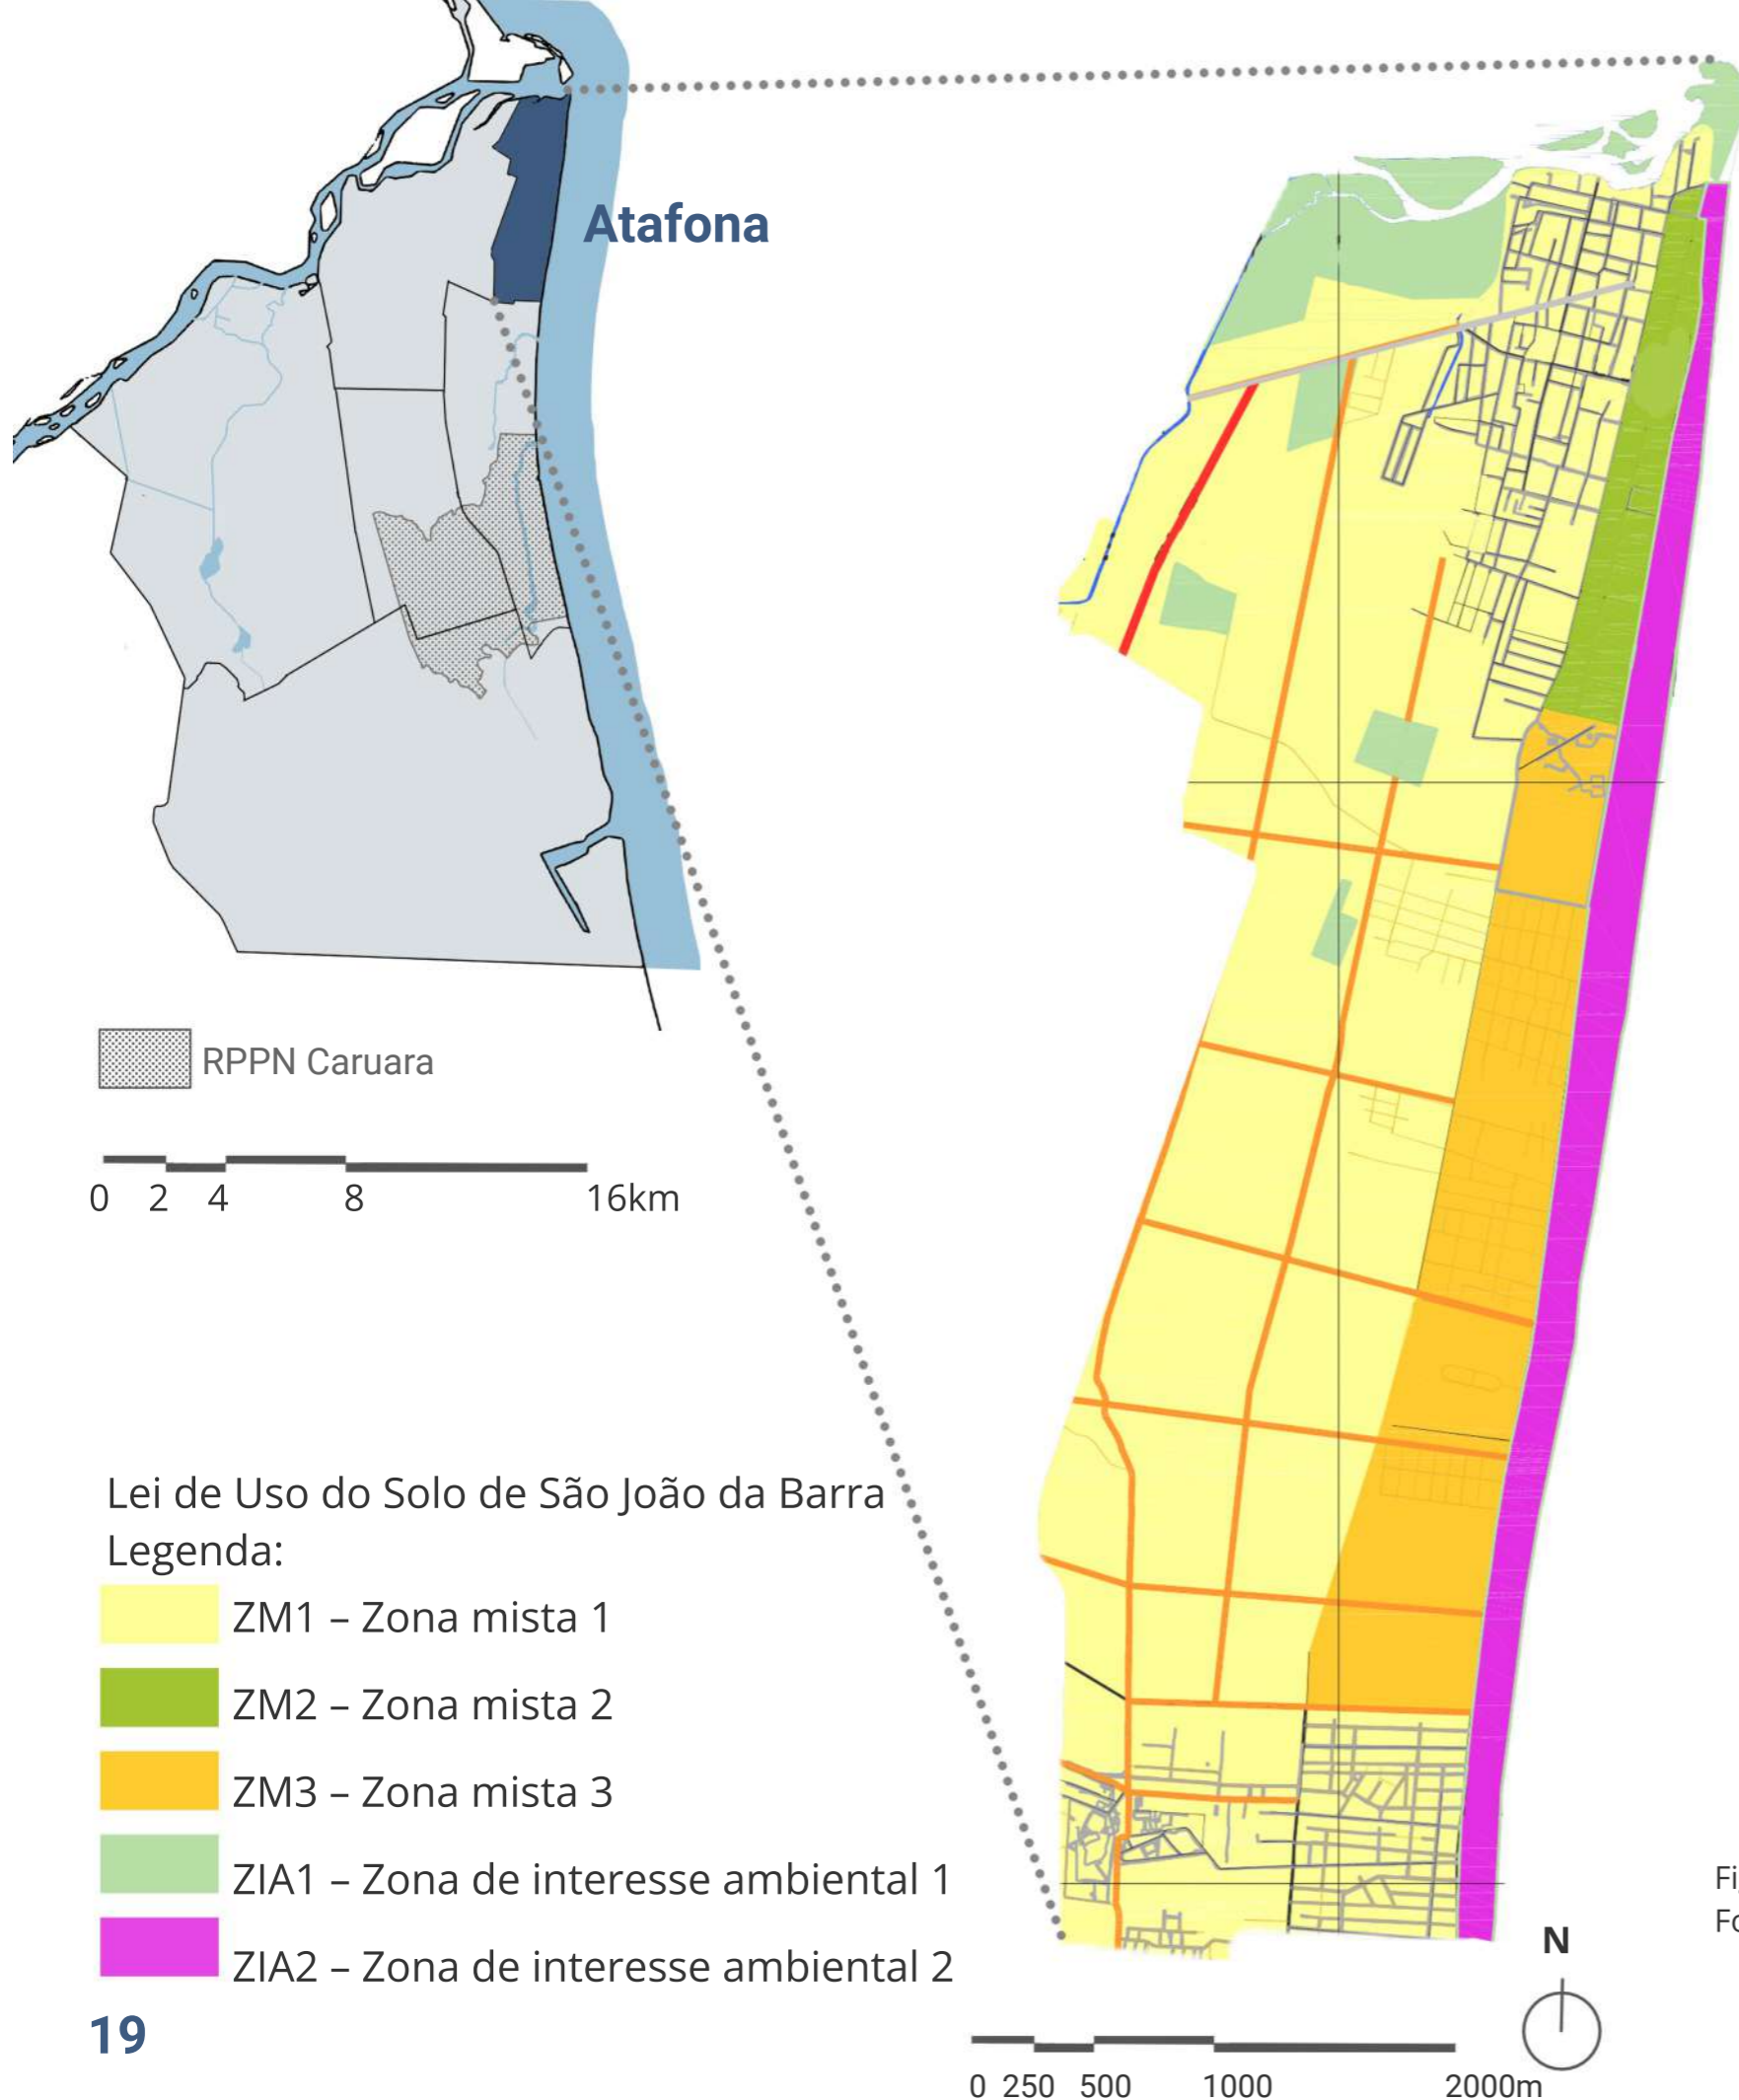 Atafona
RPPN Caruara
0 2 4 8 16km
Lei de Uso do Solo de São João da Barra
Legenda:
ZM1 – Zona mista 1
ZM2 – Zona mista 2
ZM3 – Zona mista 3
ZIA1 – Zona de interesse ambiental 1
ZIA2 – Zona de interesse ambiental 2
19
N
0 250 500 1000 2000m